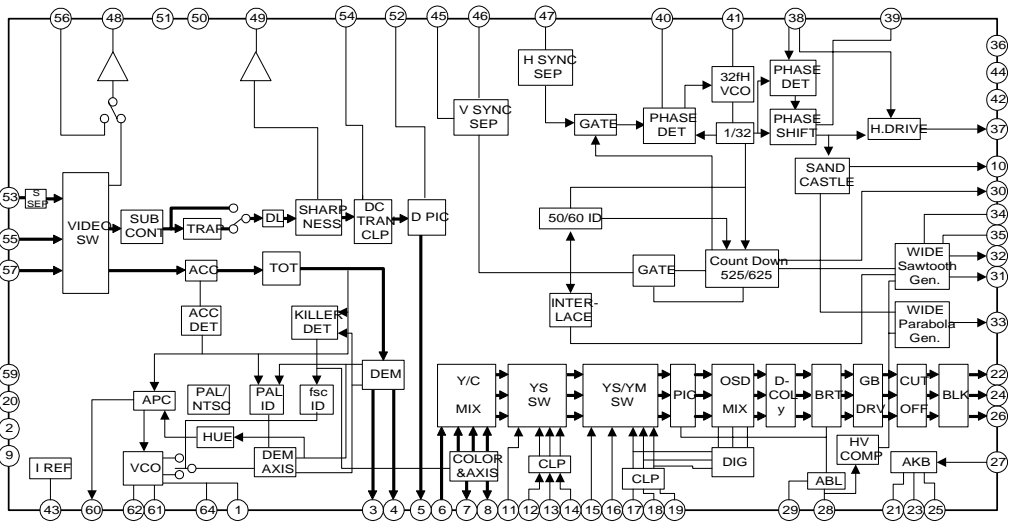 56 48 51 50 49 54 52 45 46 47 40 41 38 39
36
44
42
37
10
30
34
35
32
31
33
22
24
26
27
53
55
57
59
20
2
9
H SYNC
SEP
32fH
VCO
PHASE
DET
V SYNC
SEP
GATE
PHASE
DET
1/32
PHASE
SHIFT
H.DRIVE
SAND
CASTLE
S
SEP
VIDEO
SW
SUB
CONT
TRAP
DL
SHARP
NESS
DC
TRAN
CLP
D PIC
50/60 ID
GATE
Count Down
525/625
WIDE
Sawtooth
Gen.
ACC
TOT
INTER-
LACE
ACC
DET
KILLER
DET
WIDE
Parabola
Gen.
DEM
APC
PAL/
NTSC
PAL
ID
fsc
ID
HUE
VCO
DEM
AXIS
I REF
Y/C
MIX
YS
SW
YS/YM
SW
PIC
OSD
MIX
D-
COL
y
BRT
GB
DRV
CUT
OFF
BLK
COLOR
&AXIS
CLP
CLP
DIG
HV
COMP
ABL
AKB
43 60 62 61 64 1 3 4 5 6 7 8 11 12 13 14 15 16 17 18 19 29 28 21 23 25